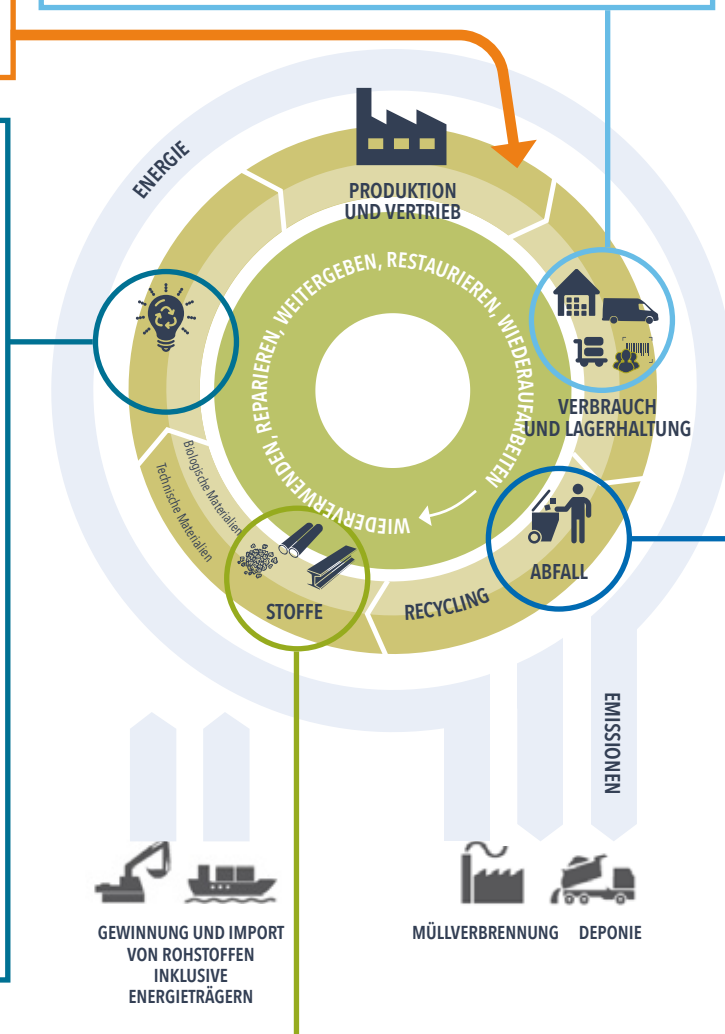 ENERGIE
PRODUKTION
UND VERTRIEB
WIEDERVERWENDEN, REPARIEREN, WEITERGEBEN, RESTAURIEREN, WIEDERAUFARBEITEN
VERBRAUCH
UND LAGERHALTUNG
Biologische Materialien
Technische Materialien
ABFALL
STOFFE
RECYCLING
EMISSIONEN
GEWINNUNG UND IMPORT
VON ROHSTOFFEN
INKLUSIVE
ENERGIETRÄGERN
MÜLLVERBRENNUNG
DEPONIE